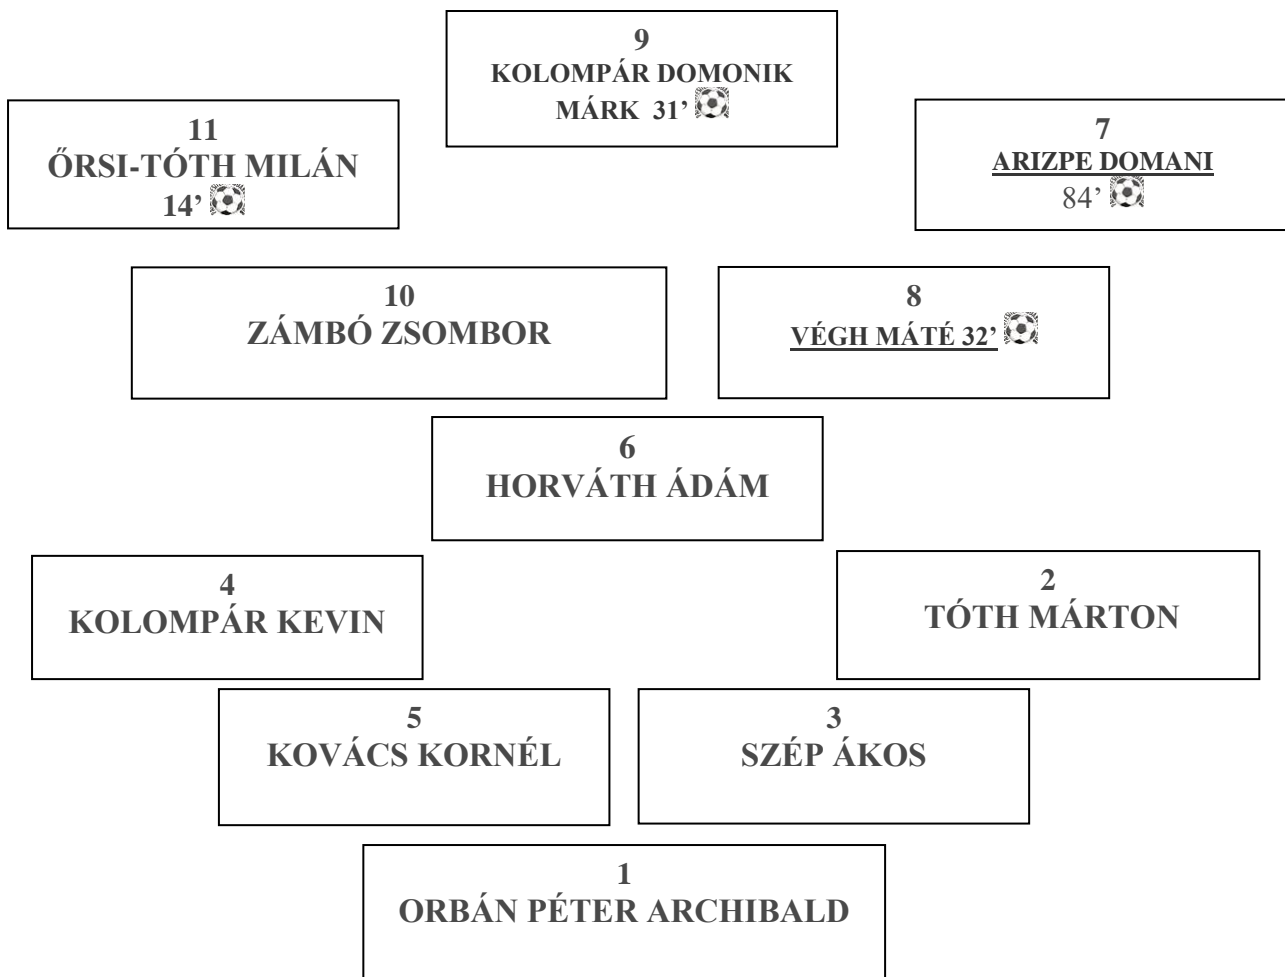 9
KOLOMPÁR DOMONIK
MÁRK 31’
11
ŐRSI-TÓTH MILÁN
14’
7
ARIZPE DOMANI
84’
10
ZÁMBÓ ZSOMBOR
8
VÉGH MÁTÉ 32’
6
HORVÁTH ÁDÁM
4
KOLOMPÁR KEVIN
2
TÓTH MÁRTON
5
KOVÁCS KORNÉL
3
SZÉP ÁKOS
1
ORBÁN PÉTER ARCHIBALD